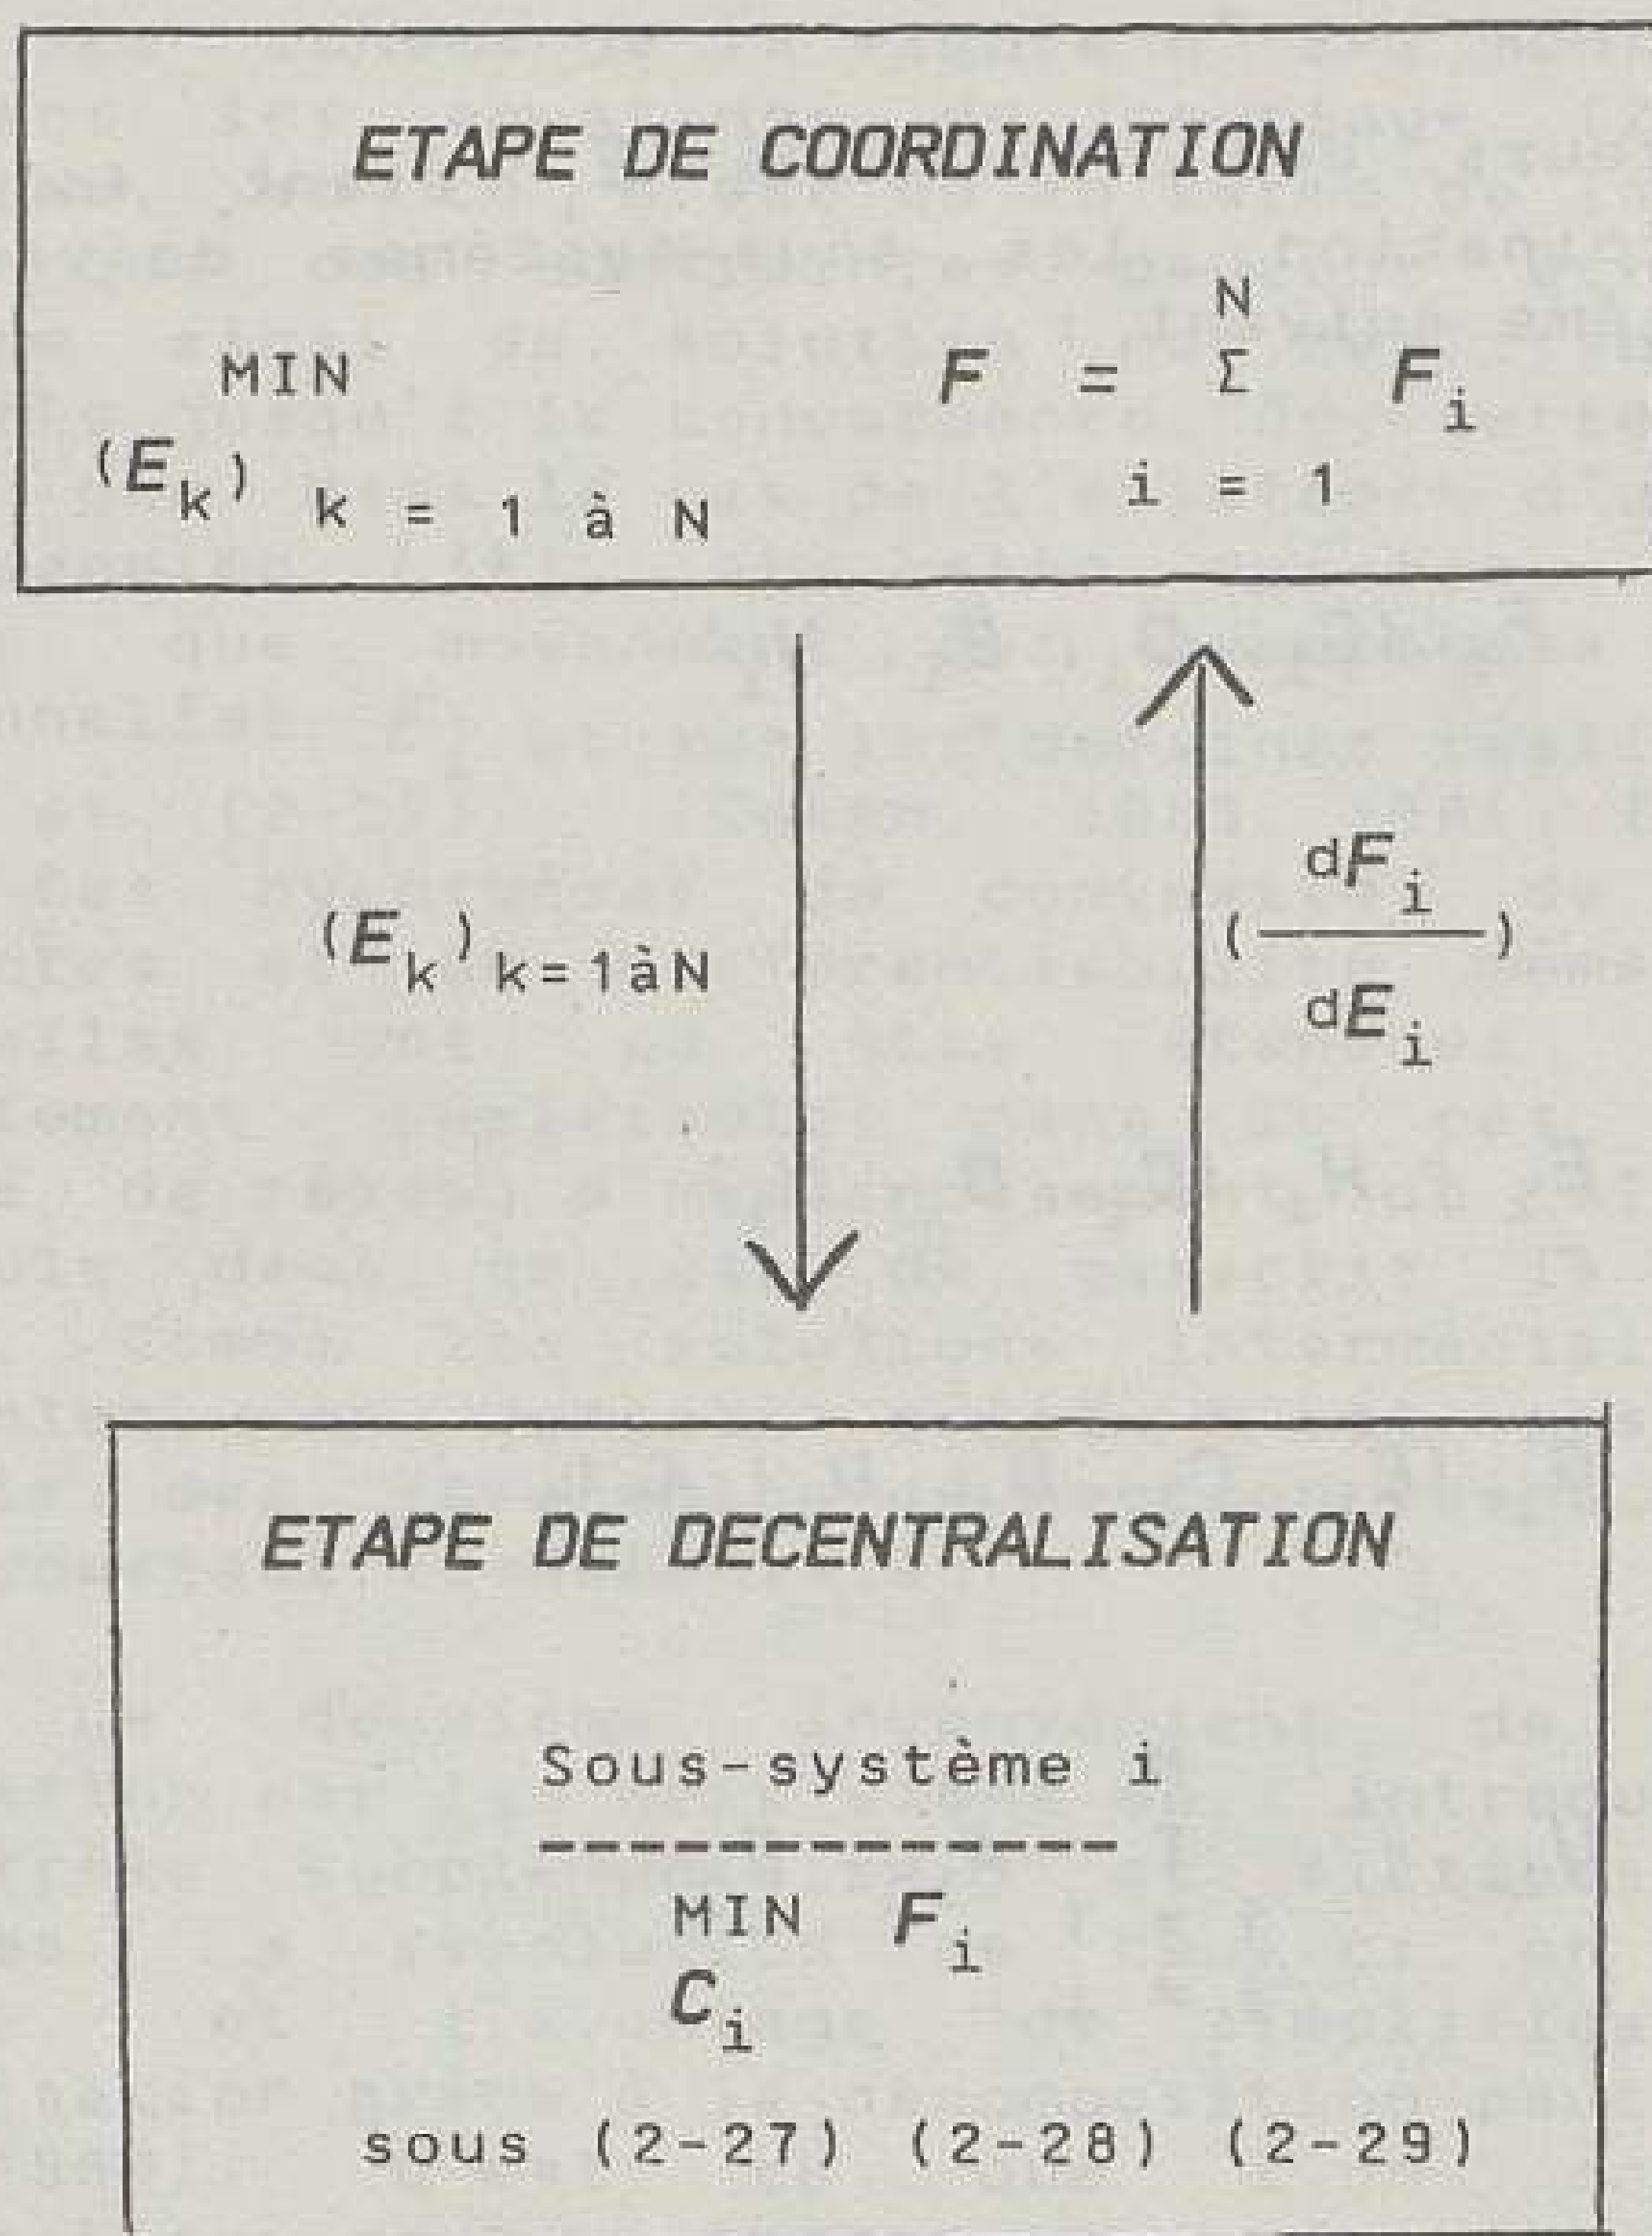 ETAPE DE COORDINATION
N
MIN F = Σ F_i
(E_k) k = 1 à N i = 1
(E_k) k=1àN
(dF_i/dE_i)
ETAPE DE DECENTRALISATION
Sous-système i
--------------
MIN F_i
C_i
sous (2-27) (2-28) (2-29)